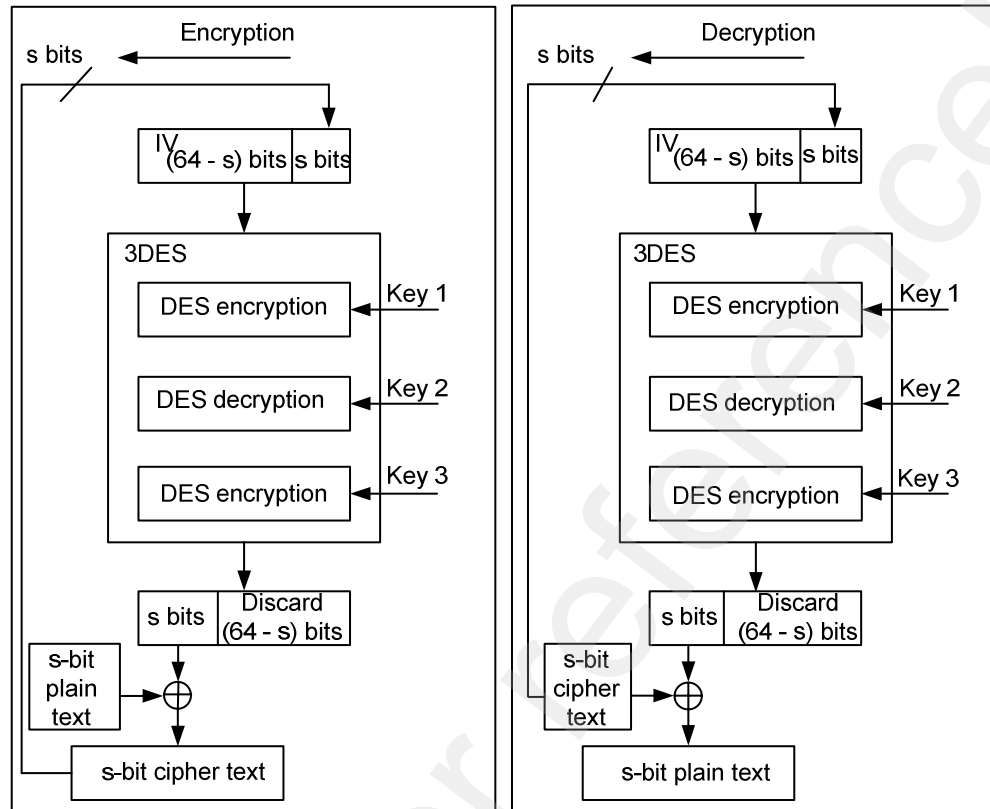 Encryption
s bits
IV
(64 - s) bits
s bits
3DES
DES encryption
Key 1
DES decryption
Key 2
DES encryption
Key 3
s bits
Discard
(64 - s) bits
s-bit
plain
text
s-bit cipher text
Decryption
s bits
IV
(64 - s) bits
s bits
3DES
DES encryption
Key 1
DES decryption
Key 2
DES encryption
Key 3
s bits
Discard
(64 - s) bits
s-bit
cipher
text
s-bit plain text
reference